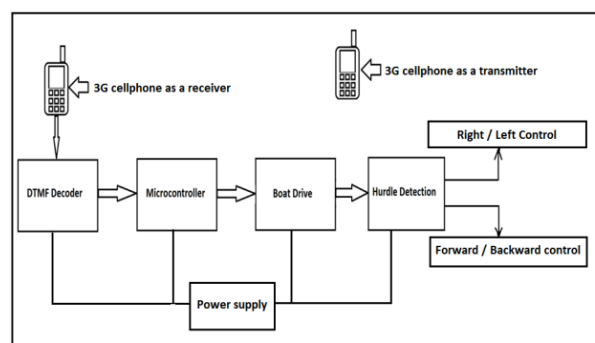 3G cellphone as a transmitter
3G cellphone as a receiver
Right / Left Control
DTMF Decoder
Microcontroller
Boat Drive
Hurdle Detection
Forward / Backward control
Power supply